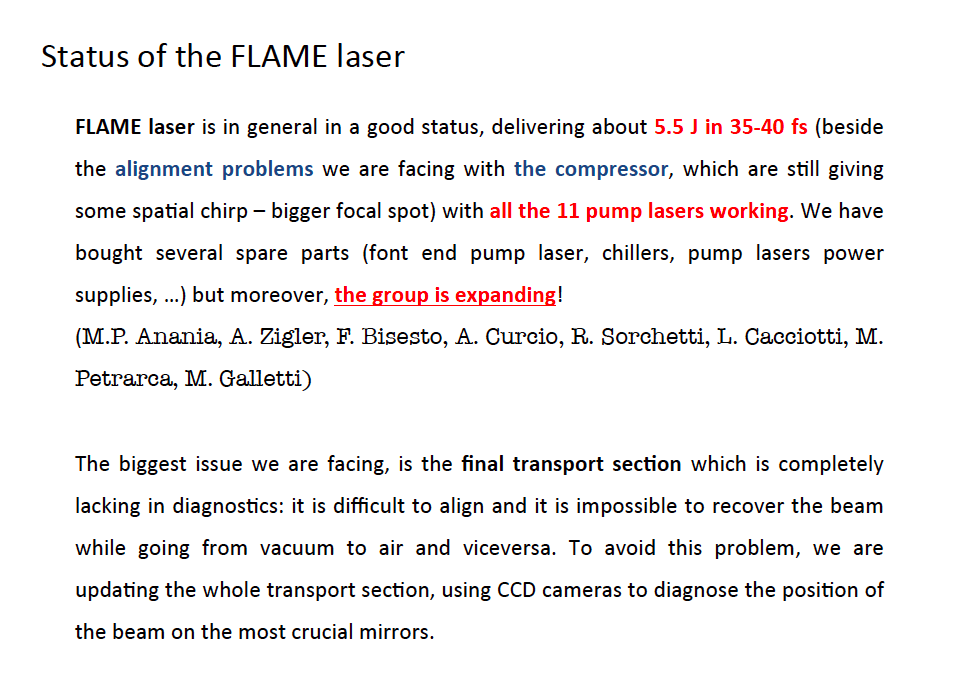 Status of the FLAME laser
FLAME laser is in general in a good status, delivering about 5.5 J in 35-40 fs (beside
the alignment problems we are facing with the compressor, which are still giving
some spatial chirp – bigger focal spot) with all the 11 pump lasers working. We have
bought several spare parts (font end pump laser, chillers, pump lasers power
supplies, …) but moreover, the group is expanding!
(M.P. Anania, A. Zigler, F. Bisesto, A. Curcio, R. Sorchetti, L. Cacciotti, M.
Petrarca, M. Galletti)
The biggest issue we are facing, is the final transport section which is completely
lacking in diagnostics: it is difficult to align and it is impossible to recover the beam
while going from vacuum to air and viceversa. To avoid this problem, we are
updating the whole transport section, using CCD cameras to diagnose the position of
the beam on the most crucial mirrors.